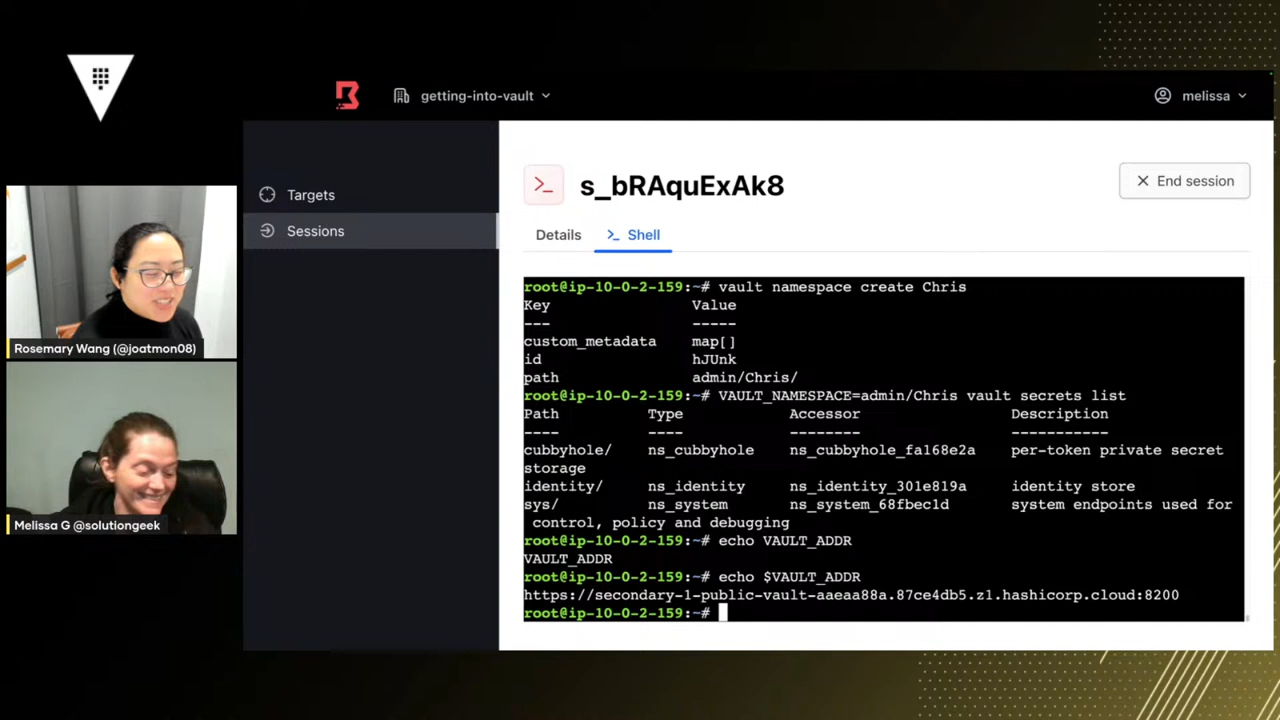 getting-into-vault
melissa
Targets
Sessions
s_bRAquExAk8
End session
Details
Shell
root@ip-10-0-2-159:~# vault namespace create Chris
Key Value
--- -----
custom_metadata map[]
id hJUnk
path admin/Chris/
root@ip-10-0-2-159:~# VAULT_NAMESPACE=admin/Chris vault secrets list
Path Type Accessor Description
---- ---- -------- -----------
cubbyhole/ ns_cubbyhole ns_cubbyhole_fa168e2a per-token private secret
storage
identity/ ns_identity ns_identity_301e819a identity store
sys/ ns_system ns_system_68fbec1d system endpoints used for
control, policy and debugging
root@ip-10-0-2-159:~# echo VAULT_ADDR
VAULT_ADDR
root@ip-10-0-2-159:~# echo $VAULT_ADDR
https://secondary-1-public-vault-aaeaa88a.87ce4db5.z1.hashicorp.cloud:8200
root@ip-10-0-2-159:~#
Rosemary Wang (@joatmon08)
Melissa G @solutiongeek